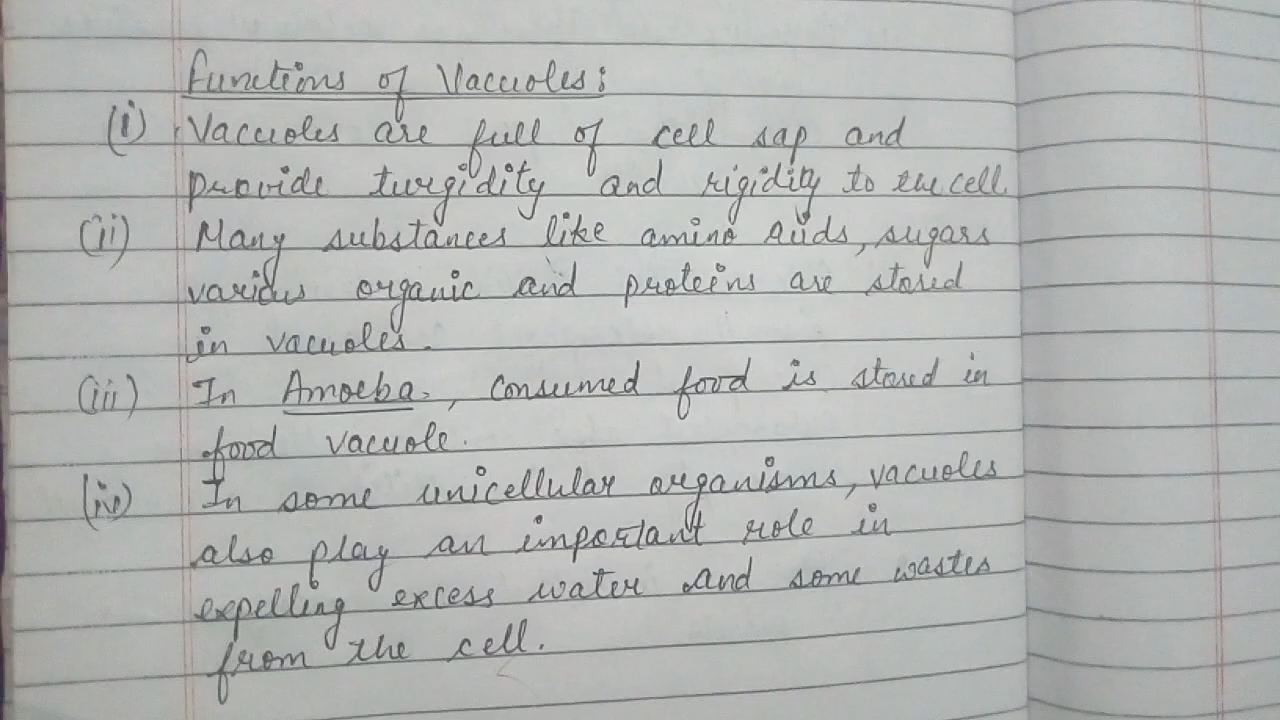 Functions of Vacuoles:
(i) Vacuoles are full of cell sap and
provide turgidity and rigidity to the cell.
(ii) Many substances like amino acids, sugars
various organic and proteins are stored
in vacuoles.
(iii) In Amoeba, consumed food is stored in
food vacuole.
(iv) In some unicellular organisms, vacuoles
also play an important role in
expelling excess water and some wastes
from the cell.